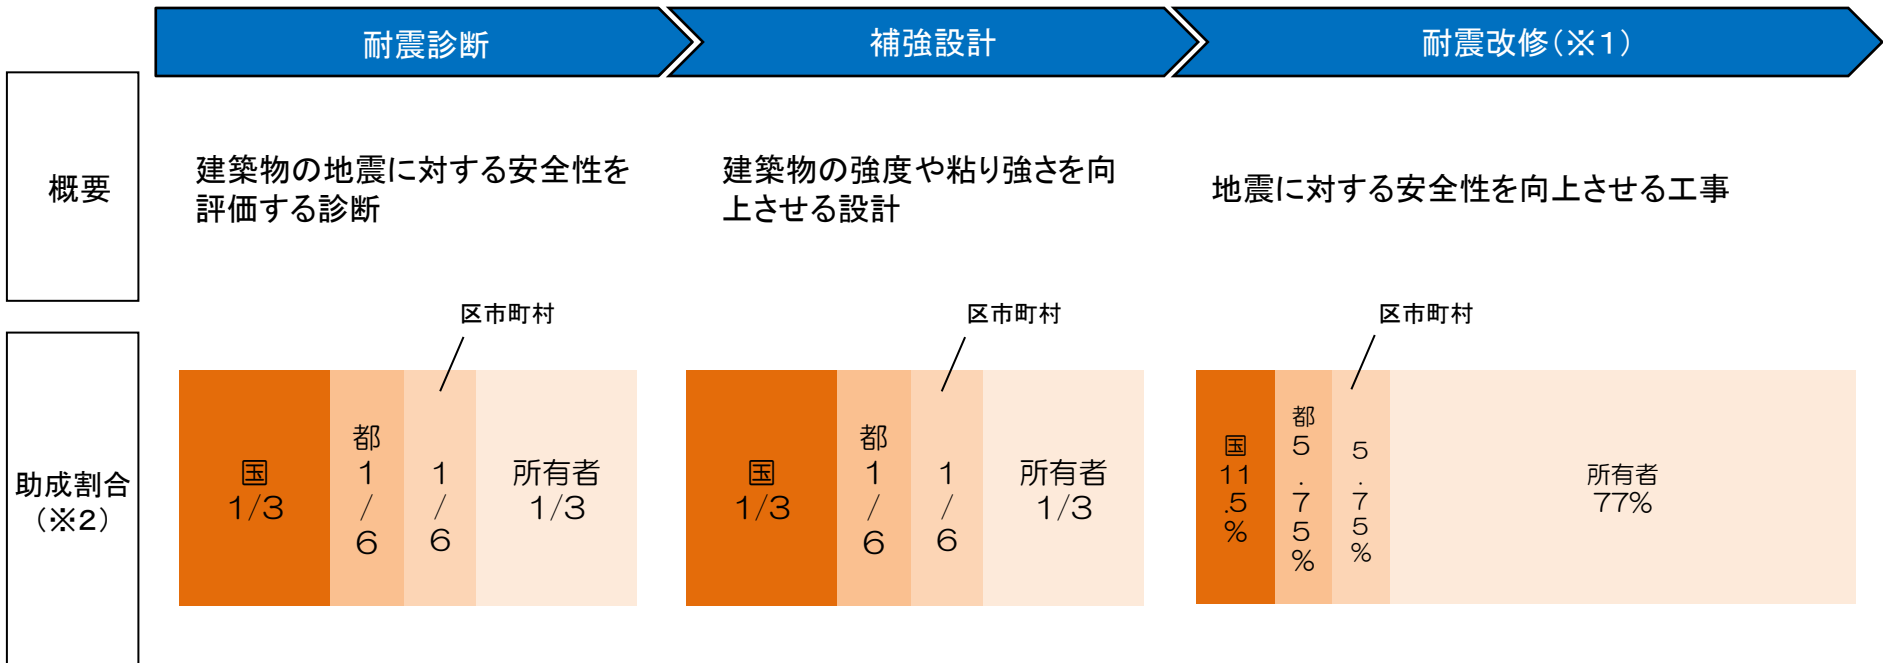 耐震診断
補強設計
耐震改修(※1)
概要
建築物の地震に対する安全性を
評価する診断
建築物の強度や粘り強さを向
上させる設計
地震に対する安全性を向上させる工事
助成割合
(※2)
区市町村
国
1/3
都
1/6
1/6
所有者
1/3
区市町村
国
1/3
都
1/6
1/6
所有者
1/3
区市町村
国
11.5%
都
5.75%
5.75%
所有者
77%